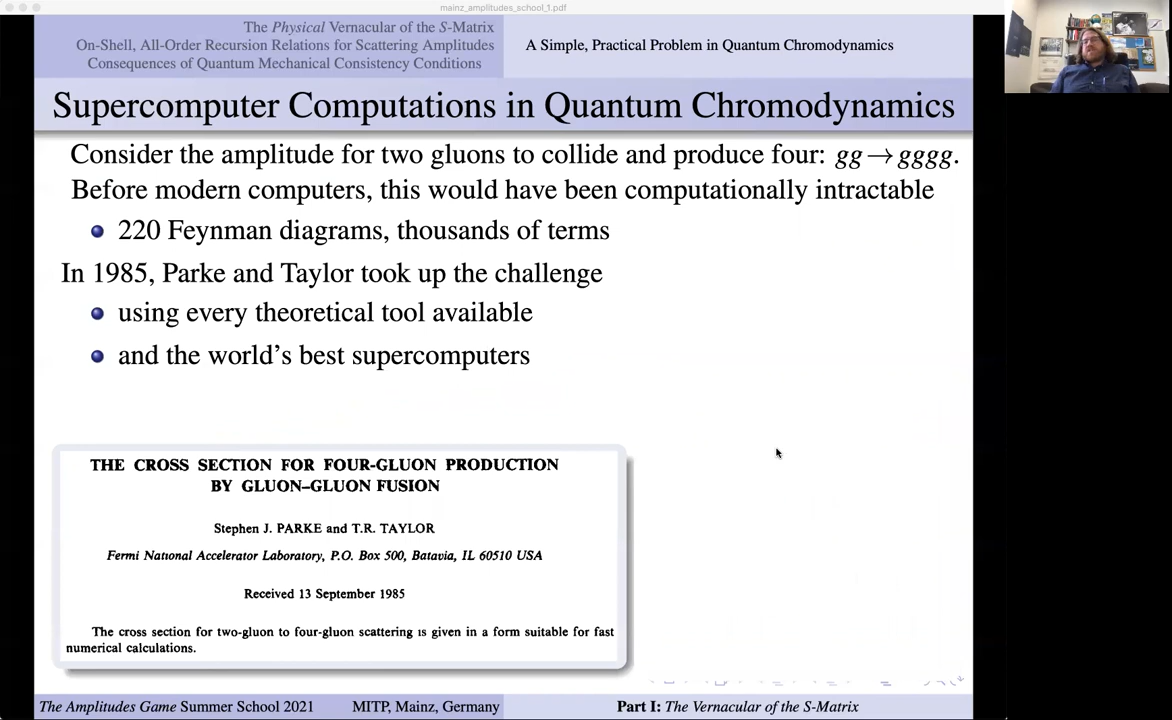 mainz_amplitudes_school_1.pdf
The Physical Vernacular of the S-Matrix
On-Shell, All-Order Recursion Relations for Scattering Amplitudes
Consequences of Quantum Mechanical Consistency Conditions
A Simple, Practical Problem in Quantum Chromodynamics
Supercomputer Computations in Quantum Chromodynamics
Consider the amplitude for two gluons to collide and produce four: gg→gggg.
Before modern computers, this would have been computationally intractable
220 Feynman diagrams, thousands of terms
In 1985, Parke and Taylor took up the challenge
using every theoretical tool available
and the world's best supercomputers
THE CROSS SECTION FOR FOUR-GLUON PRODUCTION
BY GLUON–GLUON FUSION
Stephen J. PARKE and T.R. TAYLOR
Fermi National Accelerator Laboratory, P.O. Box 500, Batavia, IL 60510 USA
Received 13 September 1985
The cross section for two-gluon to four-gluon scattering is given in a form suitable for fast
numerical calculations.
The Amplitudes Game Summer School 2021
MITP, Mainz, Germany
Part I: The Vernacular of the S-Matrix